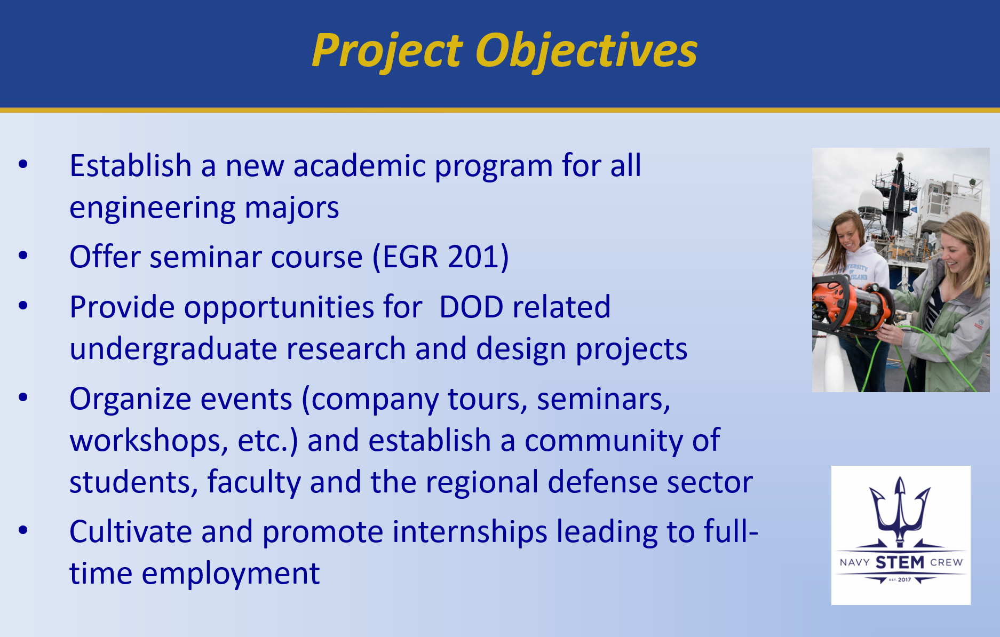 Project Objectives
• Establish a new academic program for all
engineering majors
• Offer seminar course (EGR 201)
• Provide opportunities for  DOD related
undergraduate research and design projects
• Organize events (company tours, seminars,
workshops, etc.) and establish a community of
students, faculty and the regional defense sector
• Cultivate and promote internships leading to full-
time employment
OF
ISLAND
NAVY STEM CREW
EST. 2017